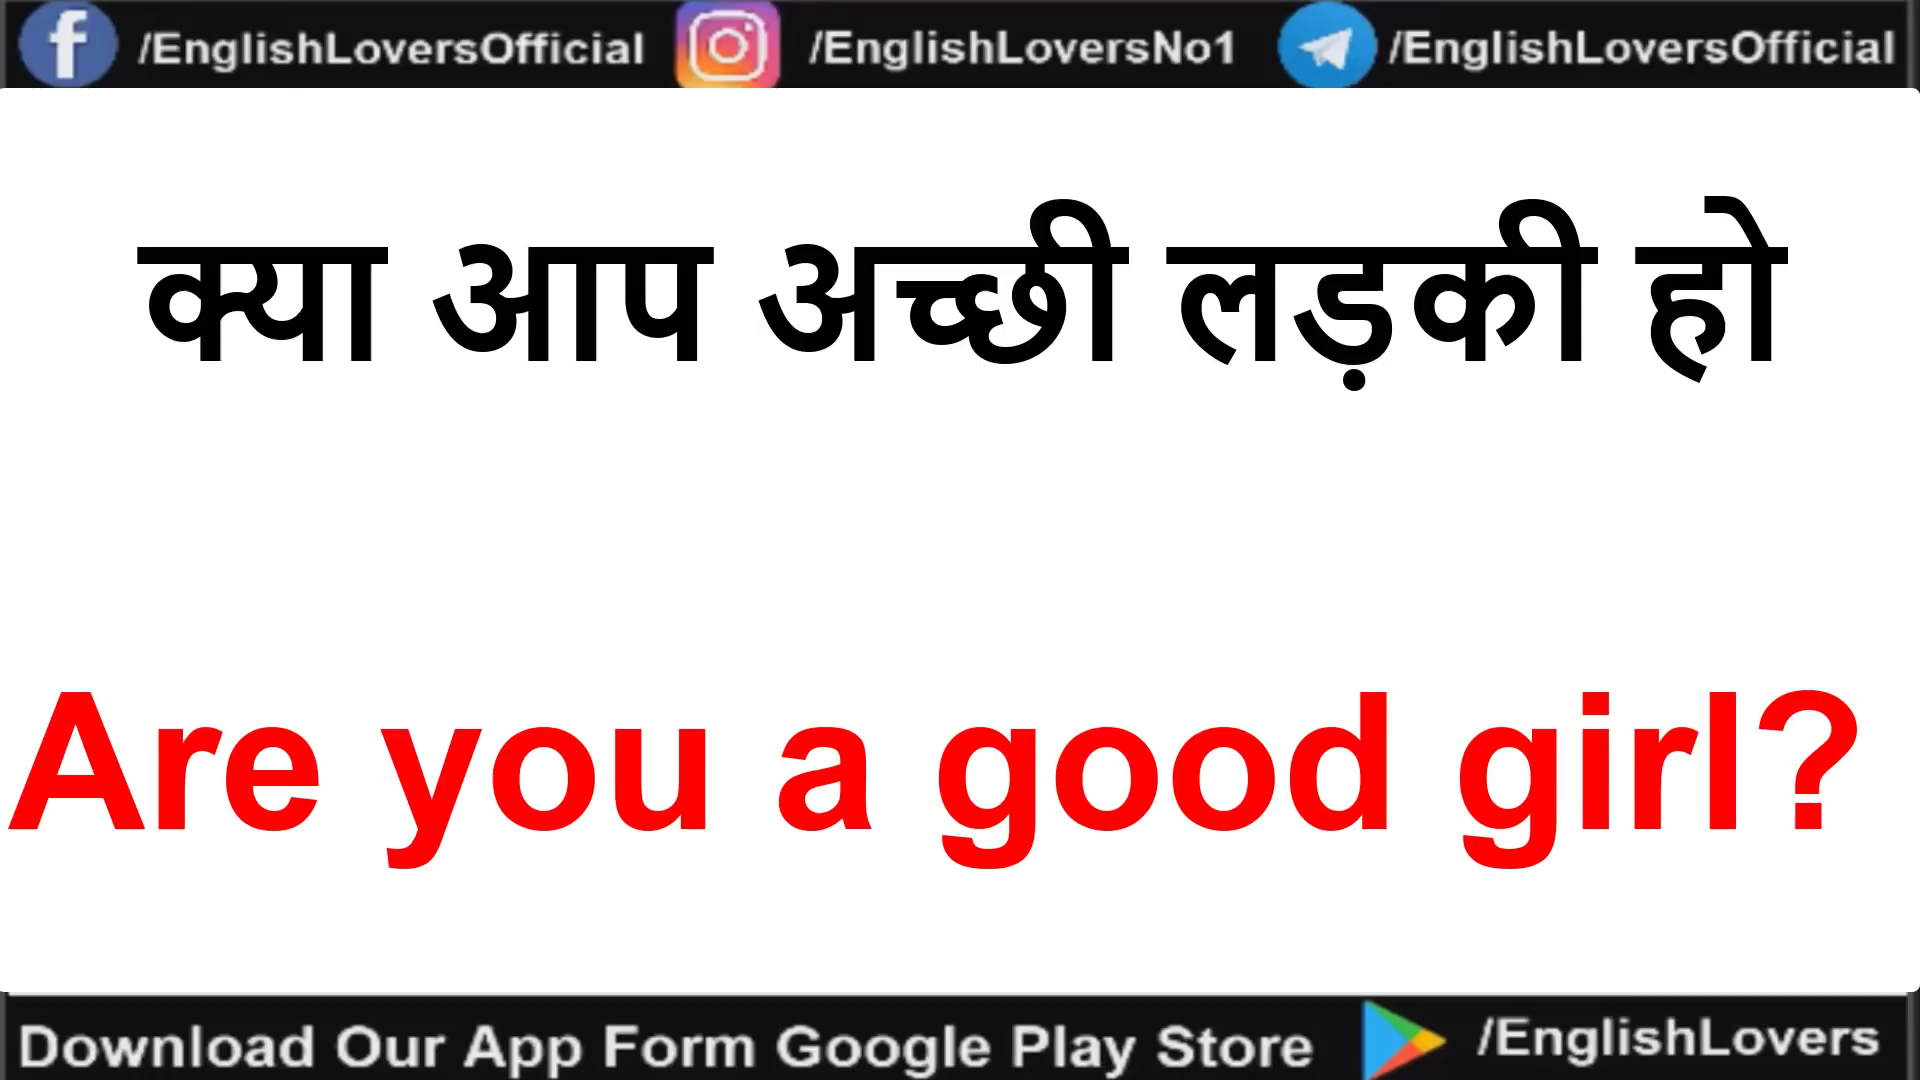 /EnglishLoversOfficial /EnglishLoversNo1 /EnglishLoversOfficial
क्या आप अच्छी लड़की हो
Are you a good girl?
Download Our App Form Google Play Store /EnglishLovers